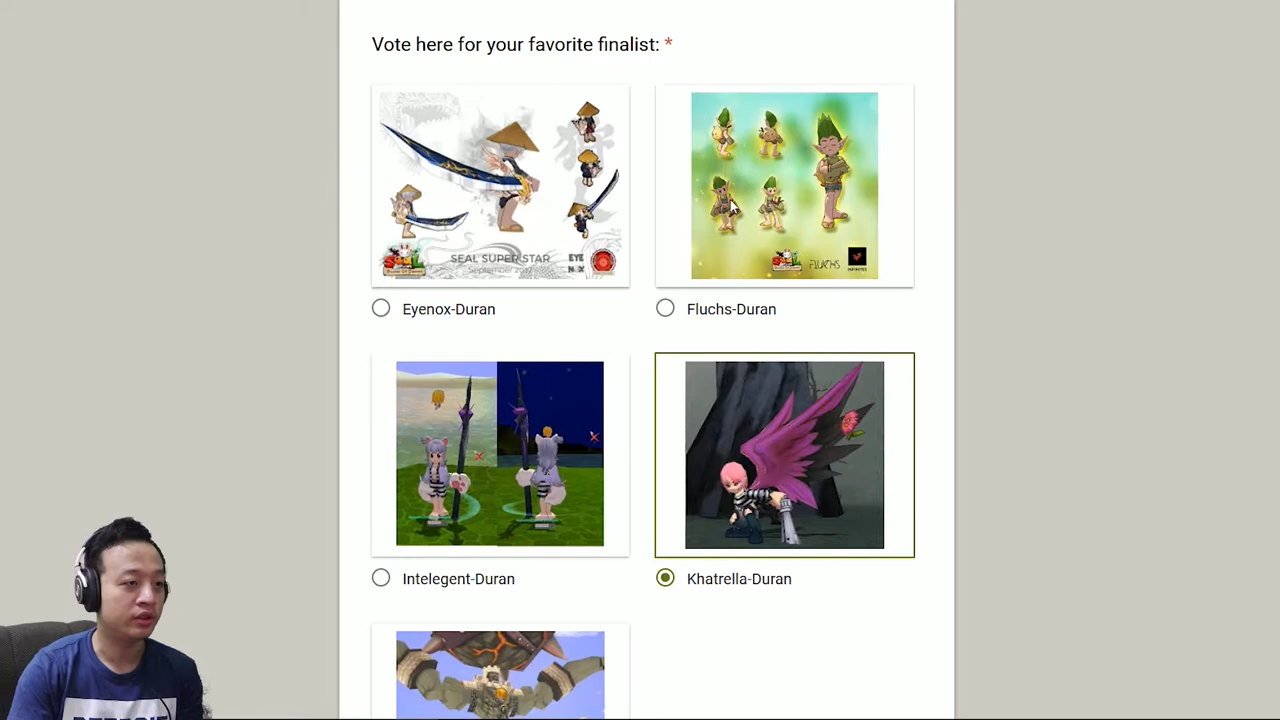 Vote here for your favorite finalist: *
SEAL SUPER STAR
EYE
NOX
FLUCHS
Eyenox-Duran
Fluchs-Duran
Intelegent-Duran
Khatrella-Duran